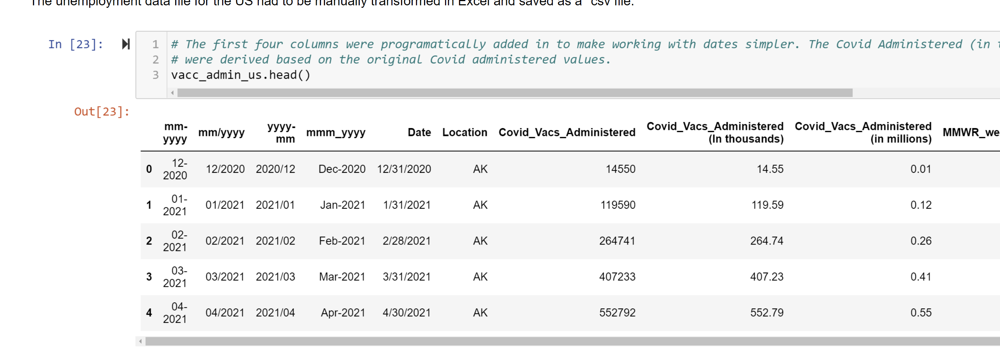 The unemployment data file for the US had to be manually transformed in Excel and saved as a "csv file.
In [23]:
1 # The first four columns were programatically added in to make working with dates simpler. The Covid Administered (in
2 # were derived based on the original Covid administered values.
3 vacc_admin_us.head()
Out[23]:
mm-yyyy mm/yyyy yyyy-mm mmm_yyyy Date Location Covid_Vacs_Administered Covid_Vacs_Administered (In thousands) Covid_Vacs_Administered (in millions) MMWR_we
0 12-2020 12/2020 2020/12 Dec-2020 12/31/2020 AK 14550 14.55 0.01
1 01-2021 01/2021 2021/01 Jan-2021 1/31/2021 AK 119590 119.59 0.12
2 02-2021 02/2021 2021/02 Feb-2021 2/28/2021 AK 264741 264.74 0.26
3 03-2021 03/2021 2021/03 Mar-2021 3/31/2021 AK 407233 407.23 0.41
4 04-2021 04/2021 2021/04 Apr-2021 4/30/2021 AK 552792 552.79 0.55